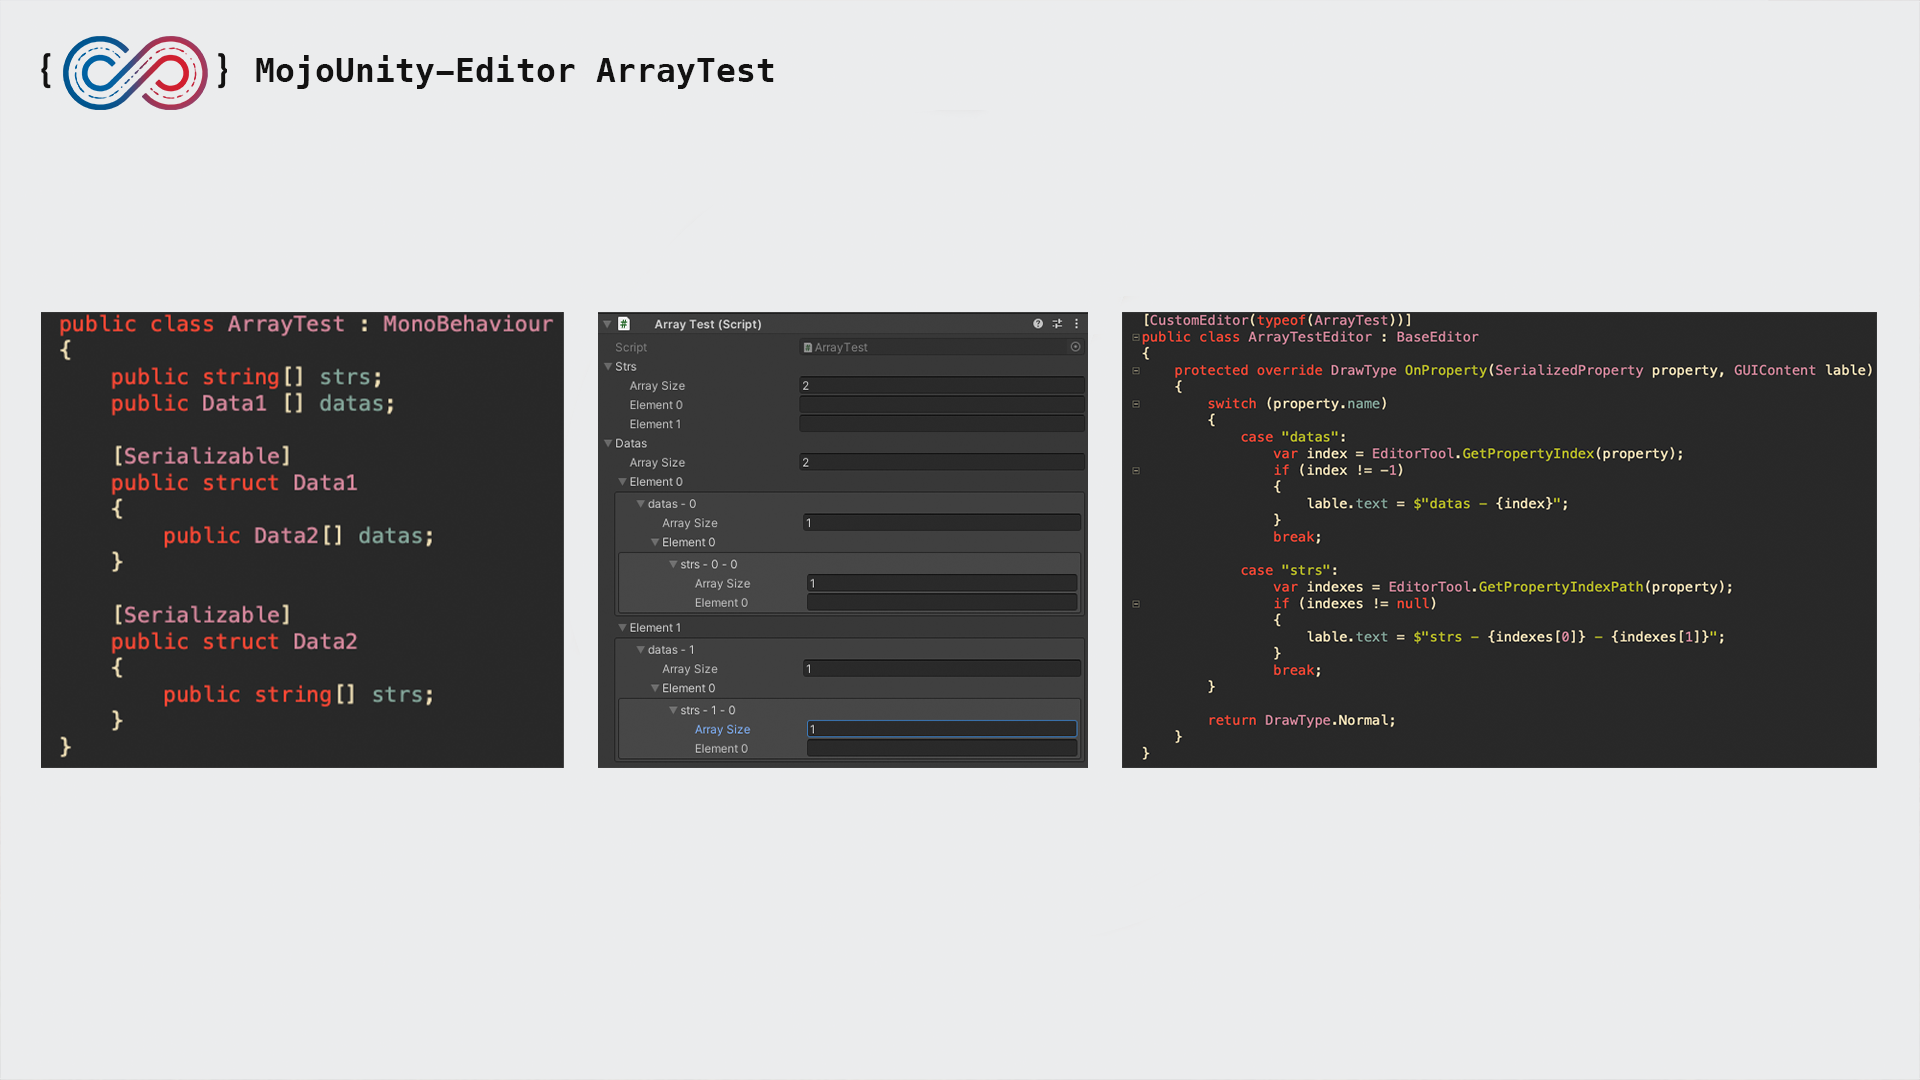 { } MojoUnity-Editor ArrayTest
public class ArrayTest : MonoBehaviour
{
public string[] strs;
public Data1 [] datas;
[Serializable]
public struct Data1
{
public Data2[] datas;
}
[Serializable]
public struct Data2
{
public string[] strs;
}
}
# Array Test (Script)
Script # ArrayTest
Strs
Array Size 2
Element 0
Element 1
Datas
Array Size 2
Element 0
datas - 0
Array Size 1
Element 0
strs - 0 - 0
Array Size 1
Element 0
Element 1
datas - 1
Array Size 1
Element 0
strs - 1 - 0
Array Size 1
Element 0
[CustomEditor(typeof(ArrayTest))]
public class ArrayTestEditor : BaseEditor
{
protected override DrawType OnProperty(SerializedProperty property, GUIContent lable)
{
switch (property.name)
{
case "datas":
var index = EditorTool.GetPropertyIndex(property);
if (index != -1)
{
lable.text = $"datas - {index}";
}
break;
case "strs":
var indexes = EditorTool.GetPropertyIndexPath(property);
if (indexes != null)
{
lable.text = $"strs - {indexes[0]} - {indexes[1]}";
}
break;
}
return DrawType.Normal;
}
}